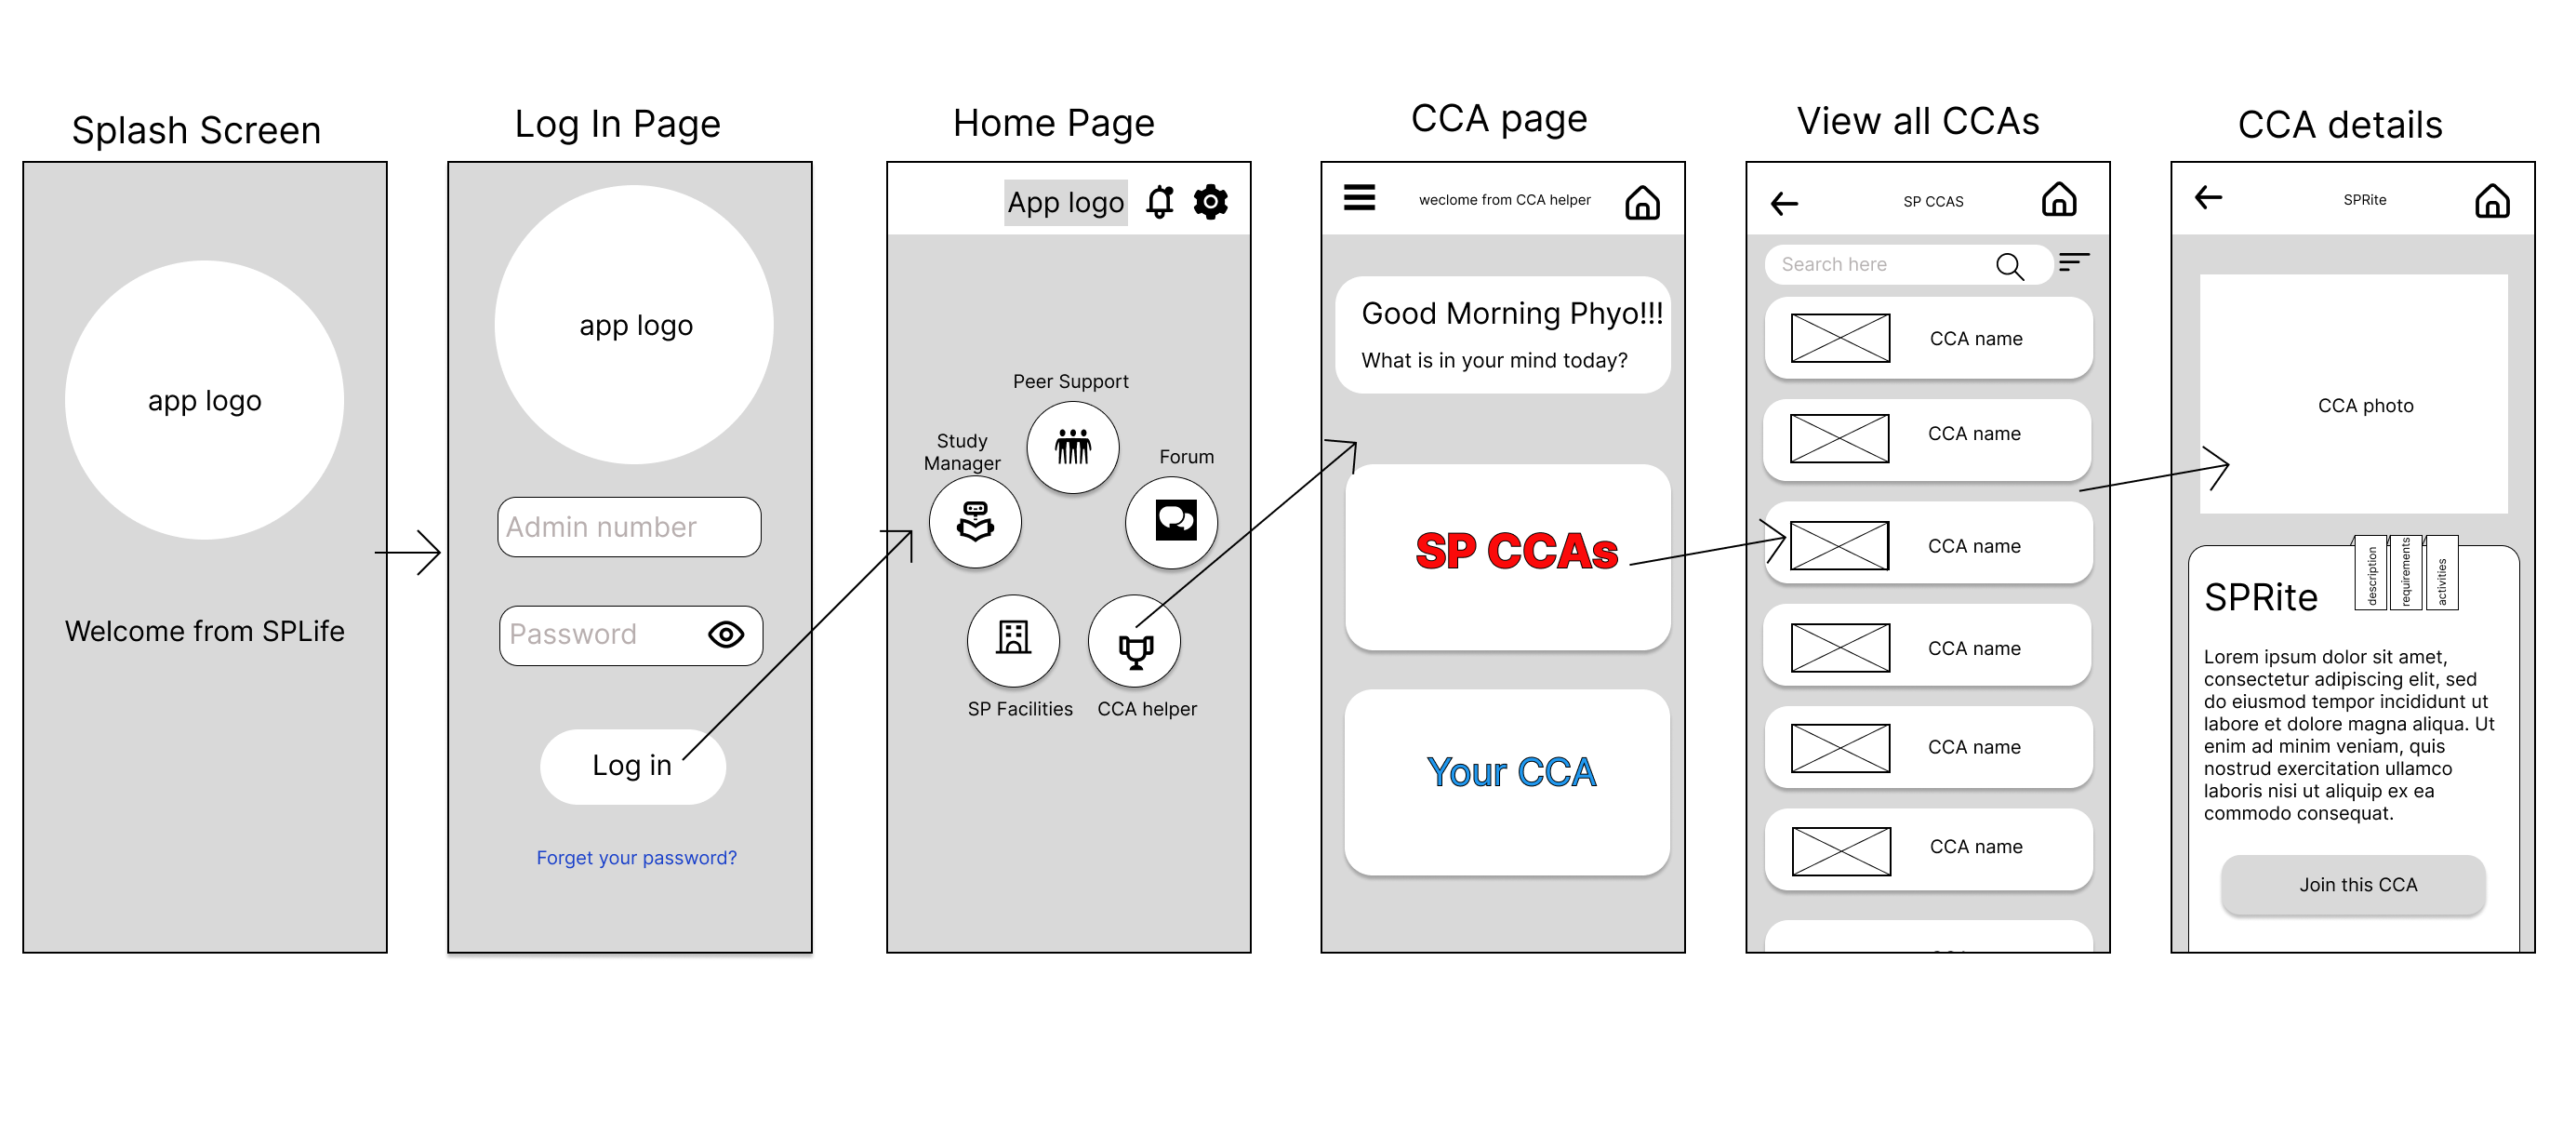 Splash Screen
app logo
Welcome from SPLife
Log In Page
app logo
Admin number
Password
Log in
Forget your password?
Home Page
App logo
Peer Support
Study
Manager
Forum
SP Facilities
CCA helper
CCA page
weclome from CCA helper
Good Morning Phyo!!!
What is in your mind today?
SP CCAs
Your CCA
View all CCAs
SP CCAS
Search here
CCA name
CCA name
CCA name
CCA name
CCA name
CCA name
CCA details
SPRite
CCA photo
description
requirements
activities
SPRite
Lorem ipsum dolor sit amet,
consectetur adipiscing elit, sed
do eiusmod tempor incididunt ut
labore et dolore magna aliqua. Ut
enim ad minim veniam, quis
nostrud exercitation ullamco
laboris nisi ut aliquip ex ea
commodo consequat.
Join this CCA